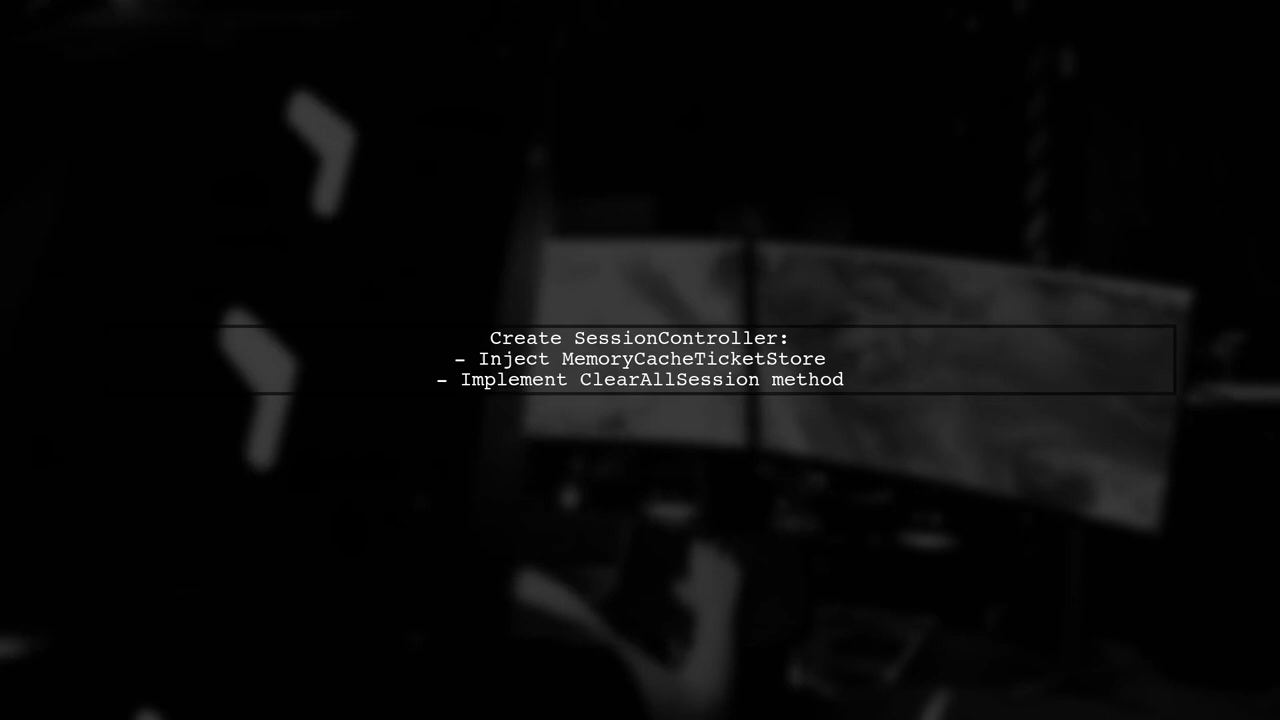 Create SessionController:
- Inject MemoryCacheTicketStore
- Implement ClearAllSession method